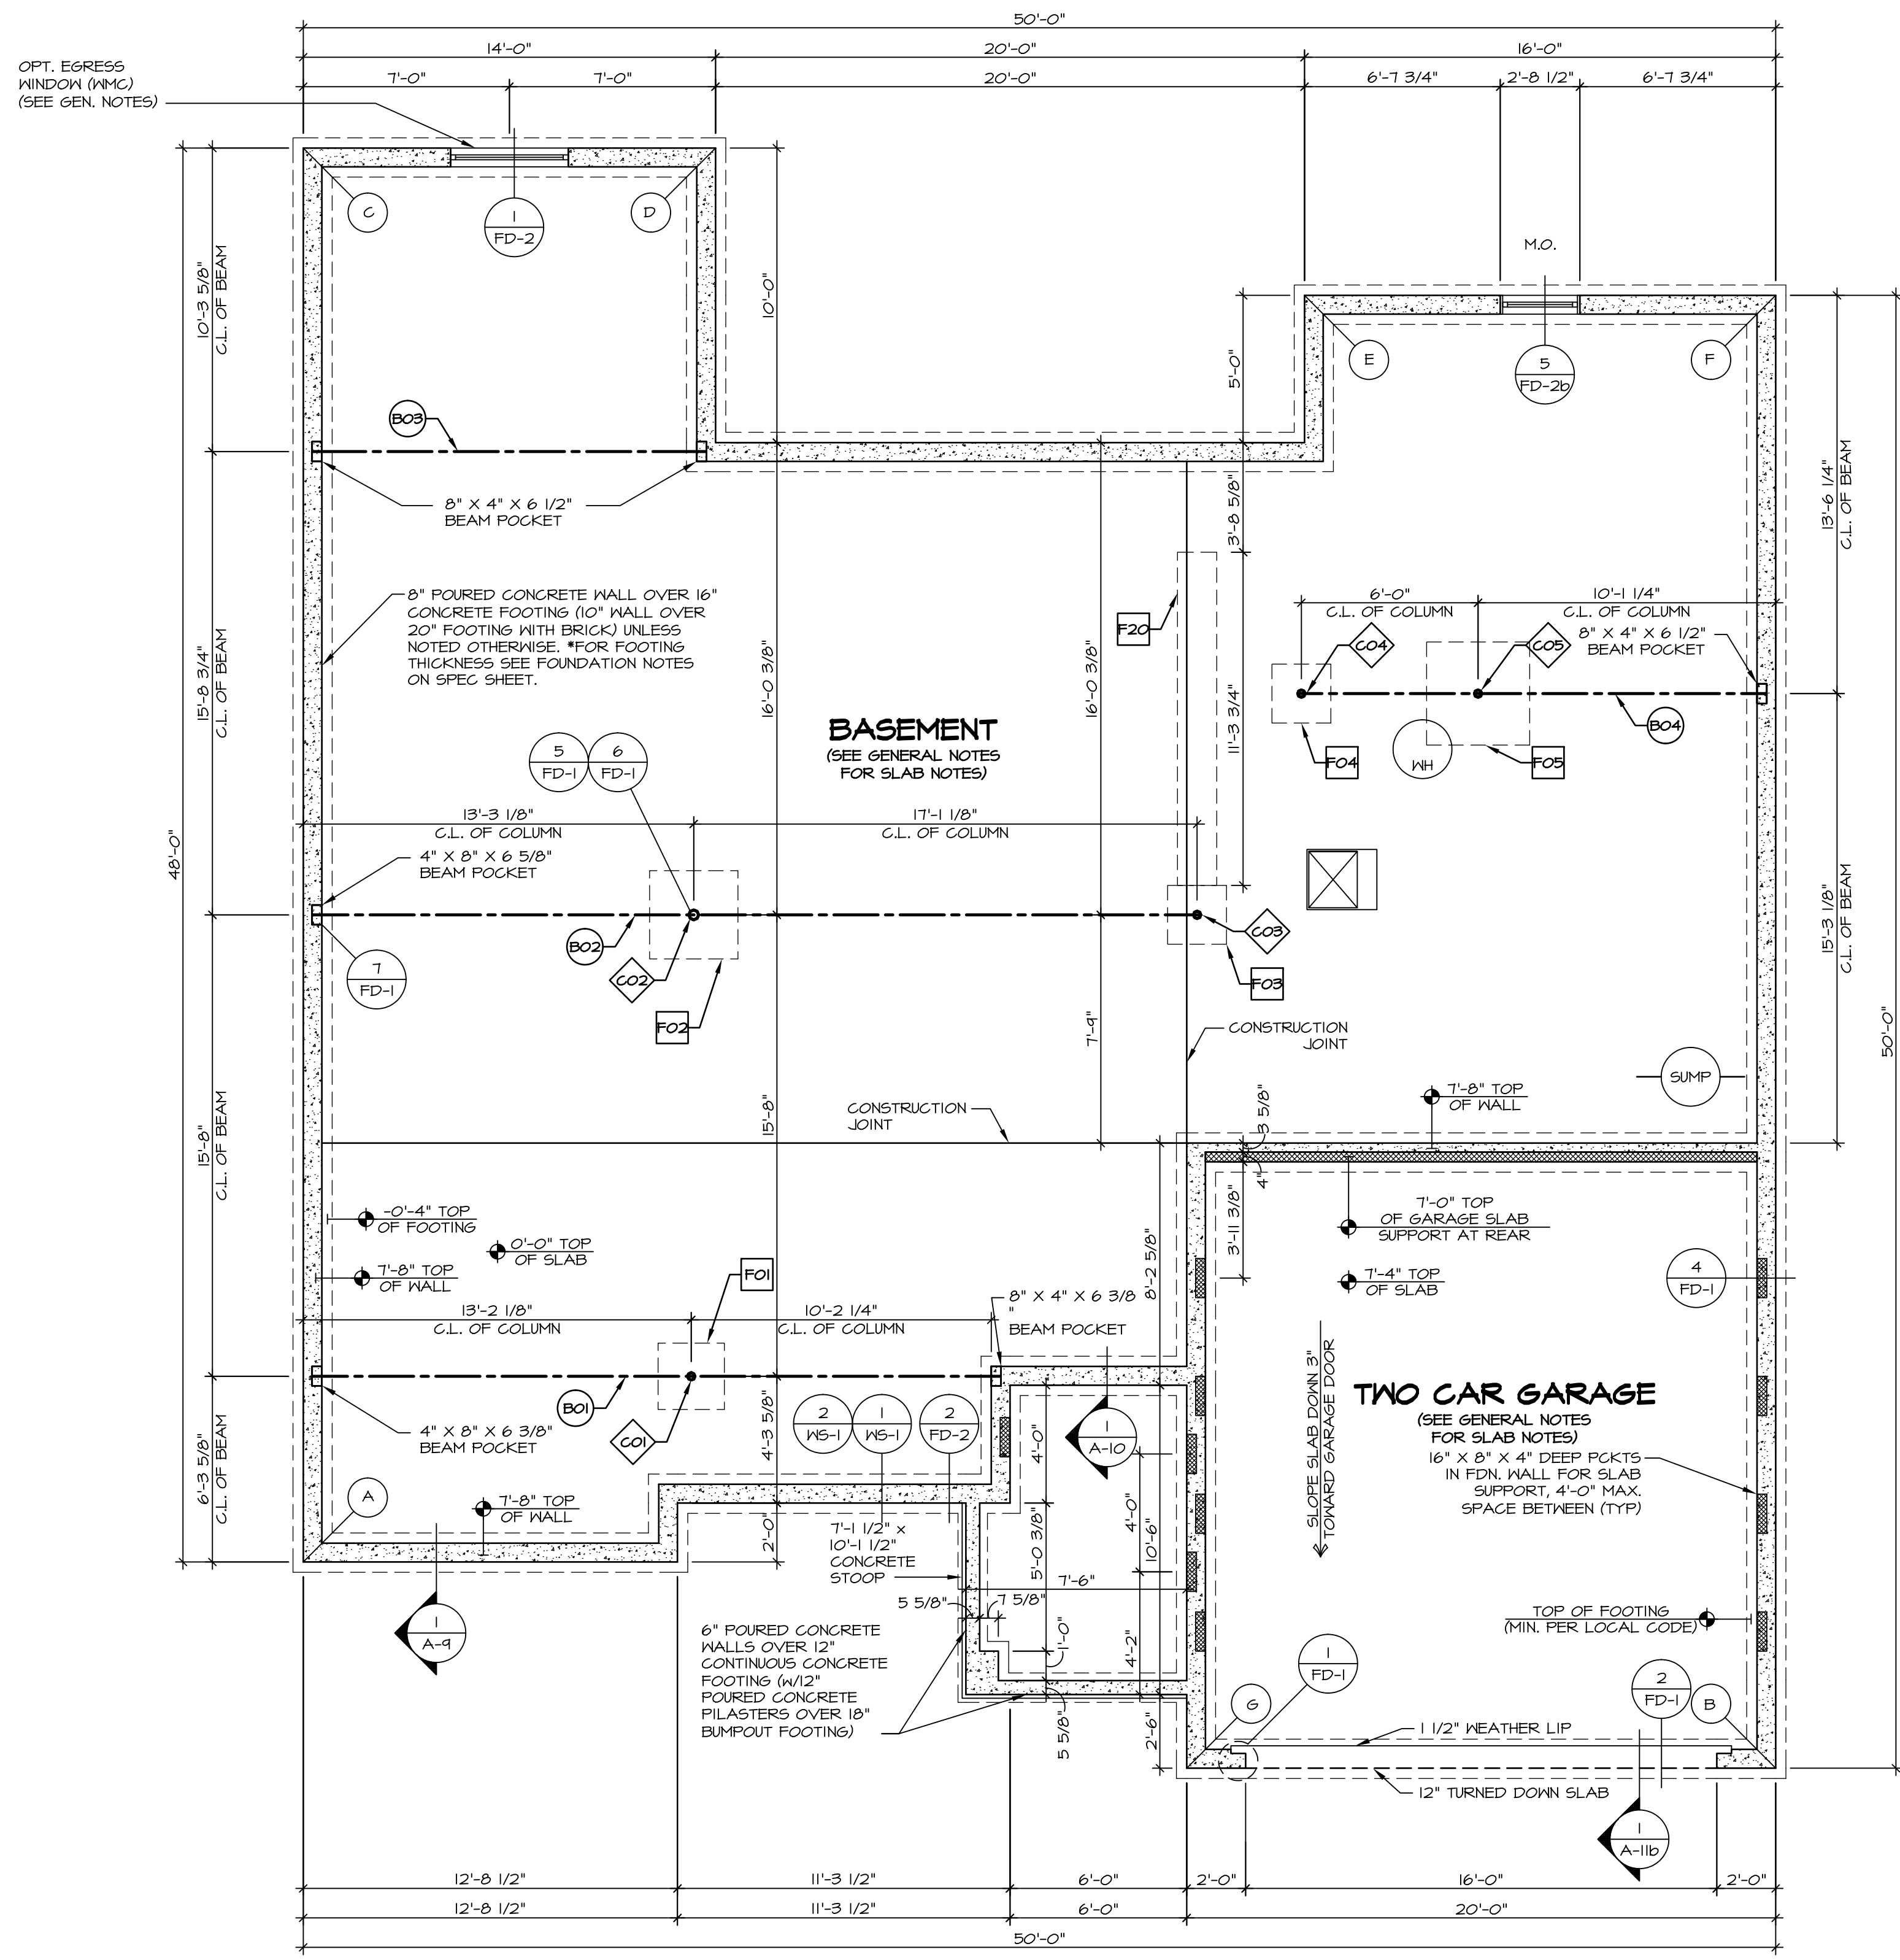 50'-0"
14'-0"
20'-0"
16'-0"
7'-0"
7'-0"
20'-0"
6'-7 3/4"
2'-8 1/2"
6'-7 3/4"
OPT. EGRESS
WINDOW (WMC)
(SEE GEN. NOTES)
C
1
FD-2
D
M.O.
10'-3 5/8"
C.L. OF BEAM
10'-0"
5'-0"
E
5
FD-2b
F
B03
8" X 4" X 6 1/2"
BEAM POCKET
3'-8 5/8"
13'-6 1/4"
C.L. OF BEAM
8" POURED CONCRETE WALL OVER 16"
CONCRETE FOOTING (10" WALL OVER
20" FOOTING WITH BRICK) UNLESS
NOTED OTHERWISE. *FOR FOOTING
THICKNESS SEE FOUNDATION NOTES
ON SPEC SHEET.
15'-8 3/4"
C.L. OF BEAM
16'-0 3/8"
16'-0 3/8"
F20
11'-3 3/4"
6'-0"
C.L. OF COLUMN
10'-1 1/4"
C.L. OF COLUMN
C04
C05
8" X 4" X 6 1/2"
BEAM POCKET
B04
F04
WH
F05
BASEMENT
(SEE GENERAL NOTES
FOR SLAB NOTES)
5
FD-1
6
FD-1
13'-3 1/8"
C.L. OF COLUMN
17'-1 1/8"
C.L. OF COLUMN
4" X 8" X 6 5/8"
BEAM POCKET
48'-0"
B02
C02
F02
C03
F03
7
FD-1
15'-3 1/8"
C.L. OF BEAM
50'-0"
7'-9"
CONSTRUCTION
JOINT
SUMP
CONSTRUCTION
JOINT
15'-8"
C.L. OF BEAM
15'-8"
7'-8" TOP
OF WALL
3 5/8"
4"
3'-11 3/8"
-0'-4" TOP
OF FOOTING
0'-0" TOP
OF SLAB
7'-8" TOP
OF WALL
7'-0" TOP
OF GARAGE SLAB
SUPPORT AT REAR
7'-4" TOP
OF SLAB
4
FD-1
F01
8'-2 5/8"
8" X 4" X 6 3/8
"
BEAM POCKET
13'-2 1/8"
C.L. OF COLUMN
10'-2 1/4"
C.L. OF COLUMN
B01
C01
4" X 8" X 6 3/8"
BEAM POCKET
6'-3 5/8"
C.L. OF BEAM
4'-3 5/8"
2
WS-1
1
WS-1
2
FD-2
4'-0"
1
A-10
SLOPE SLAB DOWN 3"
TOWARD GARAGE DOOR
TWO CAR GARAGE
(SEE GENERAL NOTES
FOR SLAB NOTES)
16" X 8" X 4" DEEP PCKTS
IN FDN. WALL FOR SLAB
SUPPORT, 4'-0" MAX.
SPACE BETWEEN (TYP)
A
7'-8" TOP
OF WALL
2'-0"
7'-1 1/2" x
10'-1 1/2"
CONCRETE
STOOP
5'-0 3/8"
4'-0"
10'-6"
7'-6"
5 5/8"
7 5/8"
1'-0"
4'-2"
1
A-9
6" POURED CONCRETE
WALLS OVER 12"
CONTINUOUS CONCRETE
FOOTING (W/12"
POURED CONCRETE
PILASTERS OVER 18"
BUMPOUT FOOTING)
5 5/8"
2'-6"
TOP OF FOOTING
(MIN. PER LOCAL CODE)
G
1
FD-1
2
FD-1
B
1 1/2" WEATHER LIP
12" TURNED DOWN SLAB
1
A-11b
12'-8 1/2"
11'-3 1/2"
6'-0"
2'-0"
16'-0"
2'-0"
12'-8 1/2"
11'-3 1/2"
6'-0"
20'-0"
50'-0"